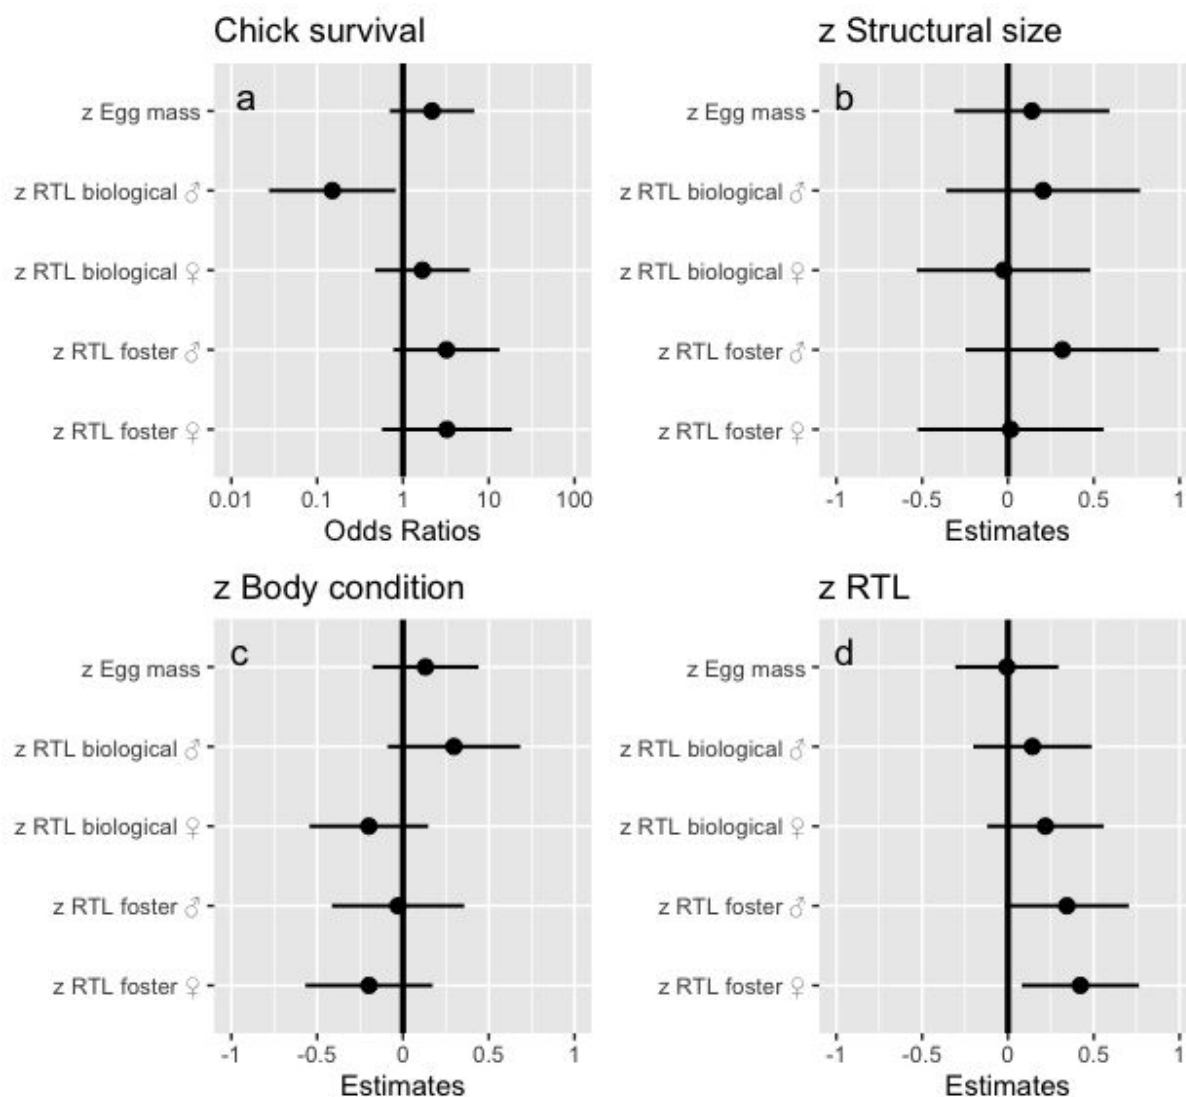 Chick survival
a
z Egg mass
z RTL biological ♂
z RTL biological ♀
z RTL foster ♂
z RTL foster ♀
0.01 0.1 1 10 100
Odds Ratios
z Structural size
b
z Egg mass
z RTL biological ♂
z RTL biological ♀
z RTL foster ♂
z RTL foster ♀
-1 -0.5 0 0.5 1
Estimates
z Body condition
c
z Egg mass
z RTL biological ♂
z RTL biological ♀
z RTL foster ♂
z RTL foster ♀
-1 -0.5 0 0.5 1
Estimates
z RTL
d
z Egg mass
z RTL biological ♂
z RTL biological ♀
z RTL foster ♂
z RTL foster ♀
-1 -0.5 0 0.5 1
Estimates